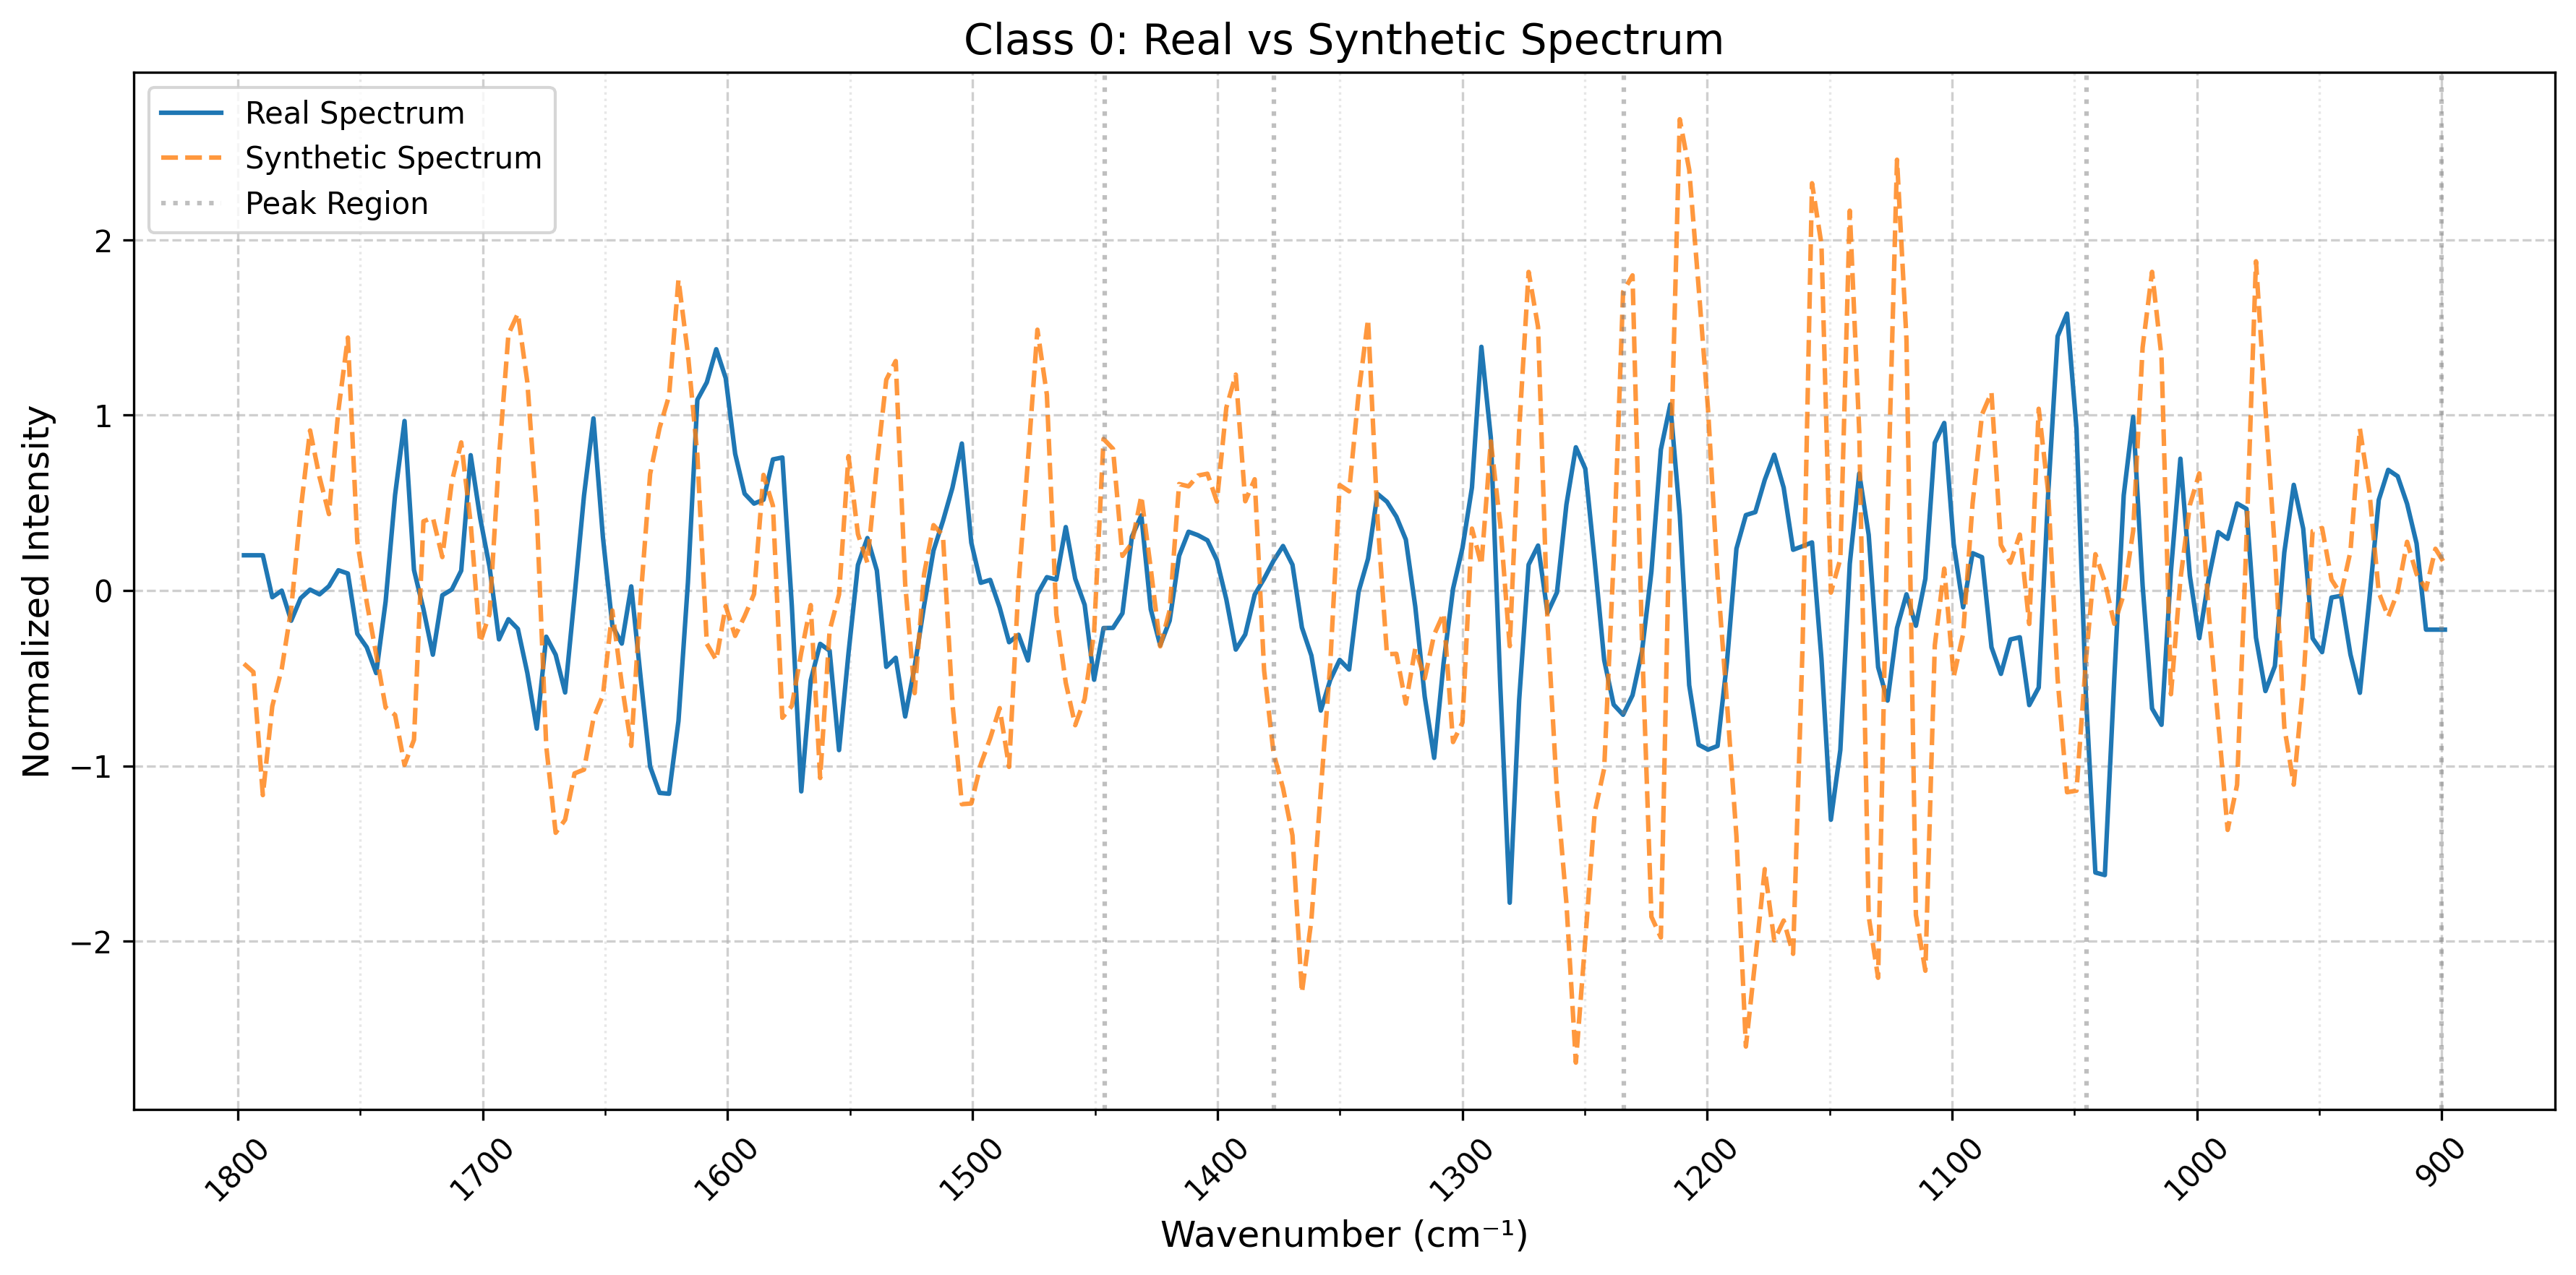 Class 0: Real vs Synthetic Spectrum
Real Spectrum
Synthetic Spectrum
Peak Region
Normalized Intensity
2
1
0
−1
−2
1800
1700
1600
1500
1400
1300
1200
1100
1000
900
Wavenumber (cm⁻¹)